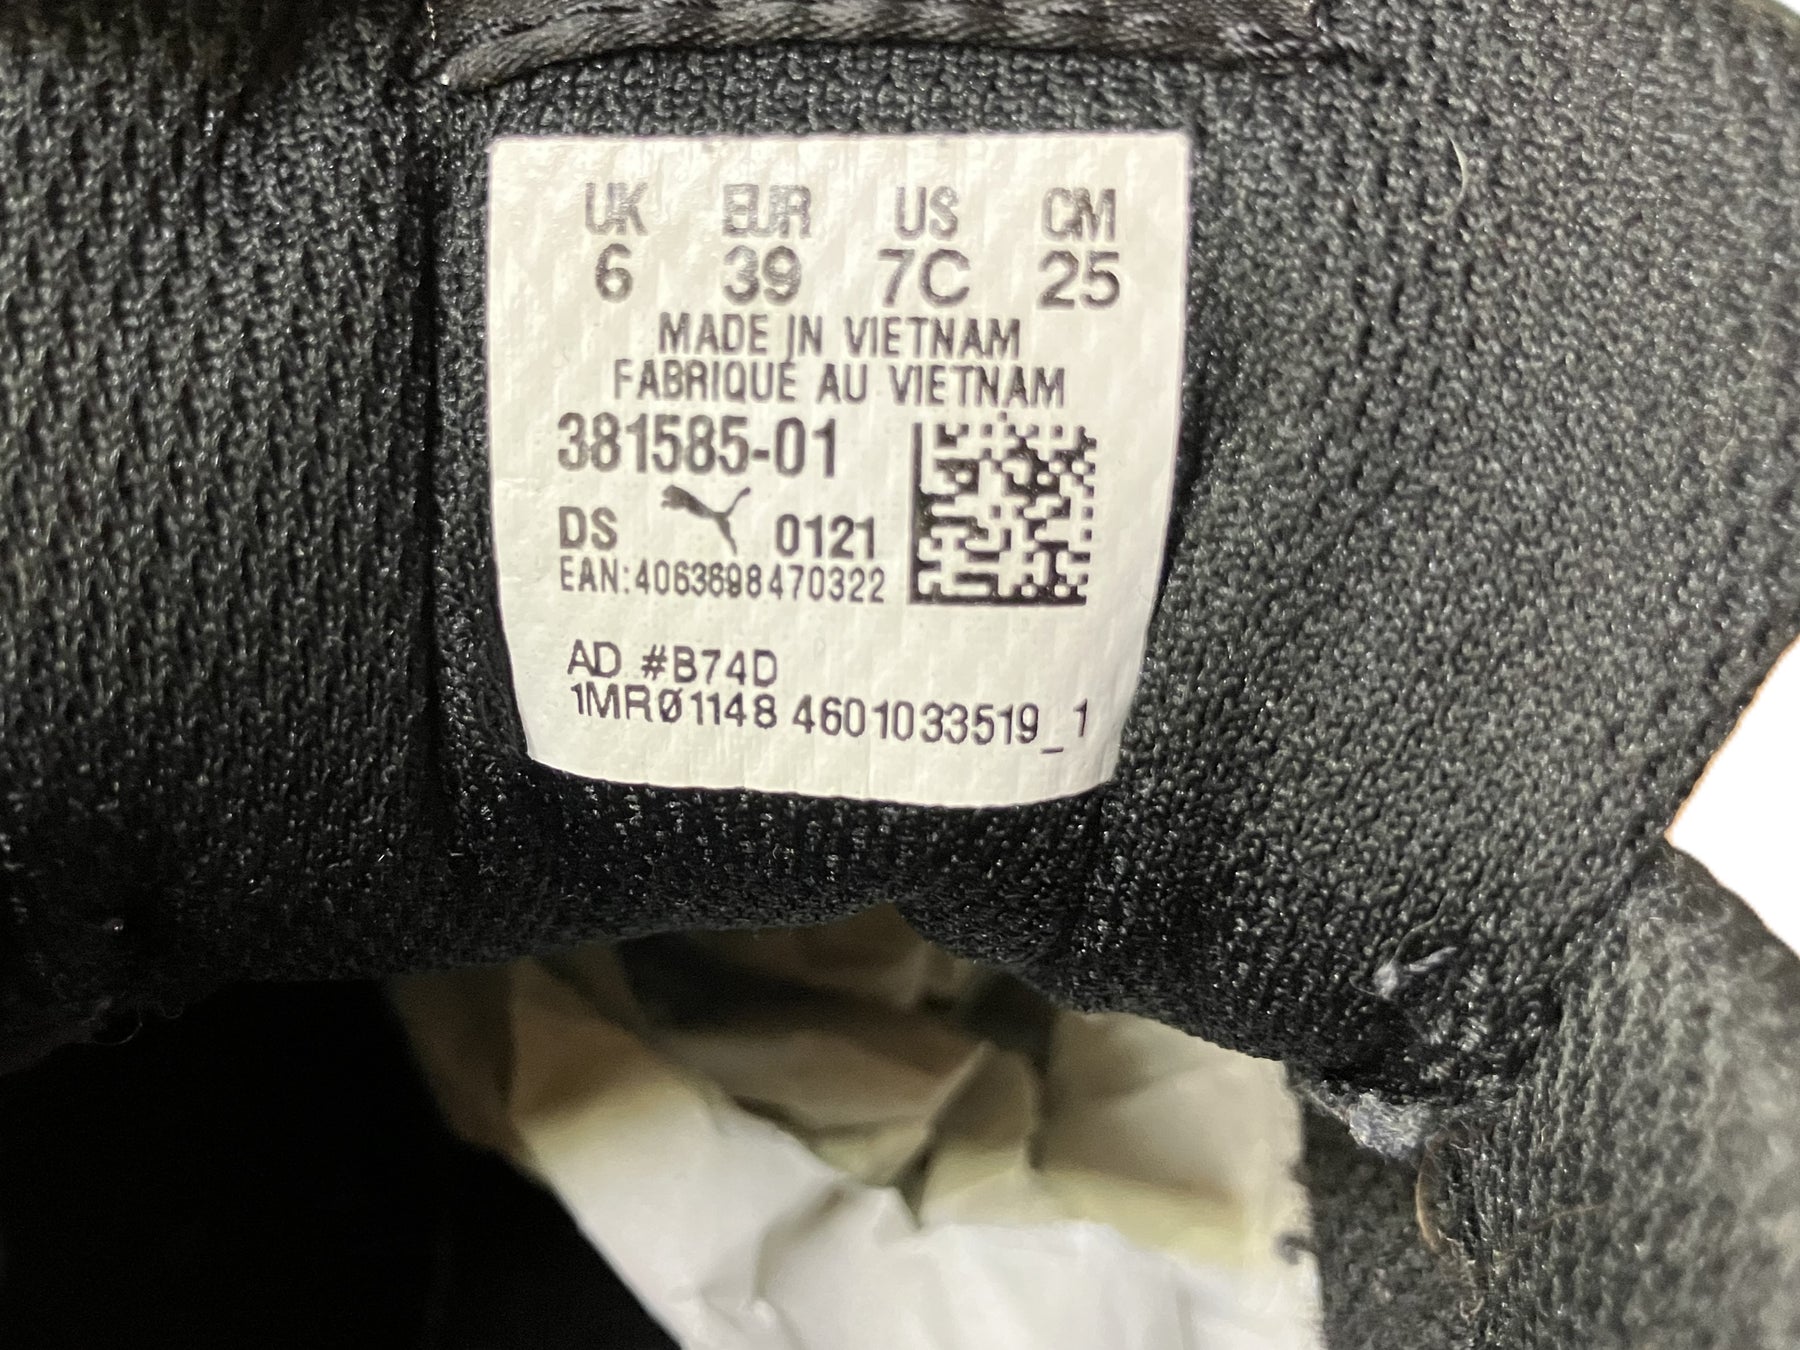 UK EUR US CM
6 39 7C 25
MADE IN VIETNAM
FABRIQUÉ AU VIETNAM
381585-01
DS 0121
EAN:4063698470322
AD #B74D
1MRØ1148 4601033519_1